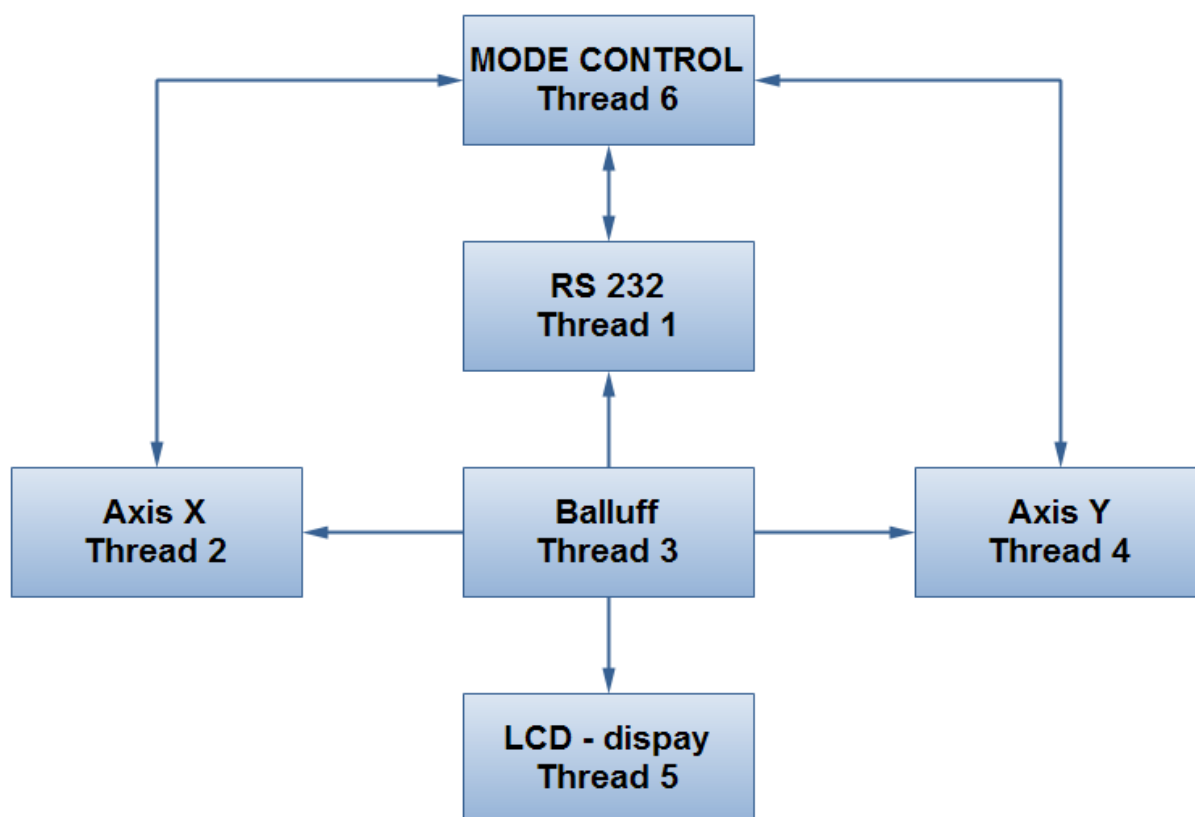 MODE CONTROL
Thread 6
RS 232
Thread 1
Axis X
Thread 2
Balluff
Thread 3
Axis Y
Thread 4
LCD - dispay
Thread 5